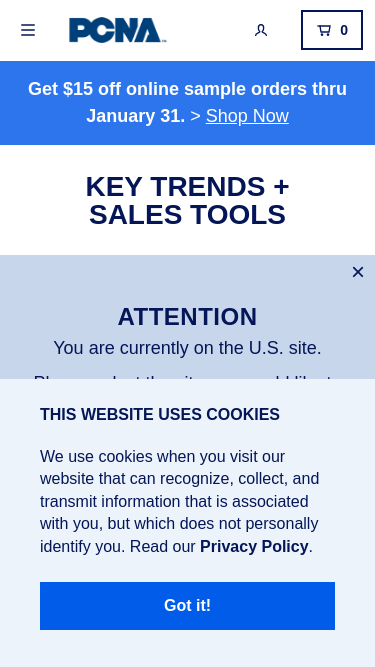 PCNA
0
Get $15 off online sample orders thru
January 31. > Shop Now
KEY TRENDS +
SALES TOOLS
×
ATTENTION
You are currently on the U.S. site.
THIS WEBSITE USES COOKIES
We use cookies when you visit our
website that can recognize, collect, and
transmit information that is associated
with you, but which does not personally
identify you. Read our Privacy Policy.
Got it!